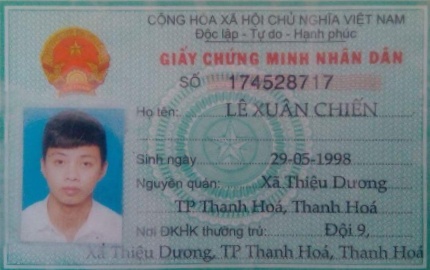 CỘNG HÒA XÃ HỘI CHỦ NGHĨA VIỆT NAM
Độc lập - Tự do - Hạnh phúc
GIẤY CHỨNG MINH NHÂN DÂN
SỐ 174528717
Họ tên: LÊ XUÂN CHIẾN
Sinh ngày 29-05-1998
Nguyên quán: Xã Thiệu Dương
TP Thanh Hoá, Thanh Hoá
Nơi ĐKHK thường trú: Đội 9,
Xã Thiệu Dương, TP Thanh Hoá, Thanh Hoá